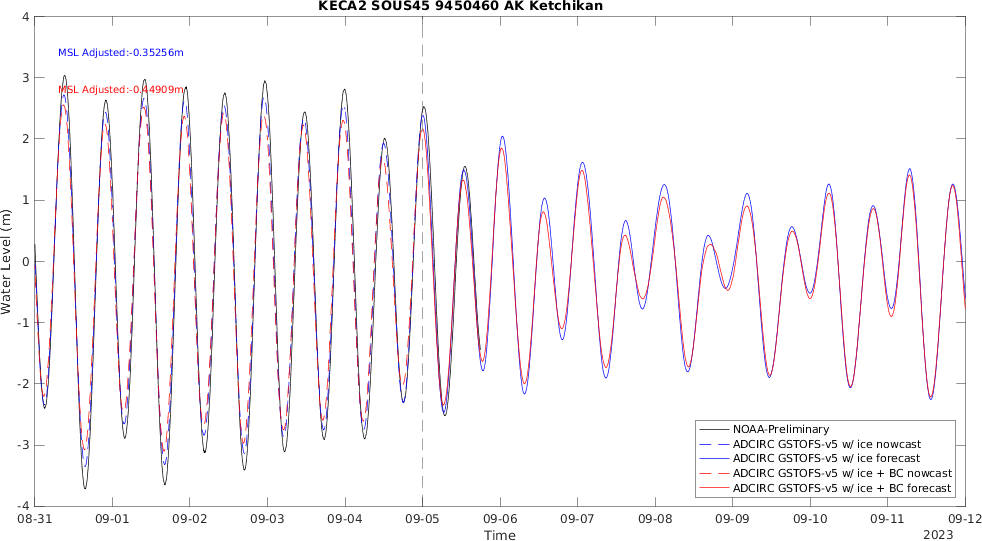 KECA2 SOUS45 9450460 AK Ketchikan
MSL Adjusted:-0.35256m
MSL Adjusted:-0.44909m
4
3
2
1
0
-1
-2
-3
-4
Water Level (m)
NOAA-Preliminary
ADCIRC GSTOFS-v5 w/ ice nowcast
ADCIRC GSTOFS-v5 w/ ice forecast
ADCIRC GSTOFS-v5 w/ ice + BC nowcast
ADCIRC GSTOFS-v5 w/ ice + BC forecast
08-31 09-01 09-02 09-03 09-04 09-05 09-06 09-07 09-08 09-09 09-10 09-11 09-12
Time
2023